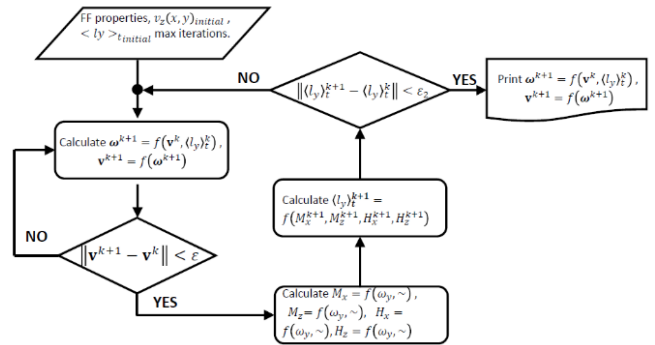 FF properties, v_z(x, y)_initial ,
< ly >_t_initial max iterations.
NO
‖⟨l_y⟩_t^{k+1} − ⟨l_y⟩_t^k‖ < ε_2
YES
Print ω^{k+1} = f(v^k, ⟨l_y⟩_t^k) ,
v^{k+1} = f(ω^{k+1})
Calculate ω^{k+1} = f(v^k, ⟨l_y⟩_t^k) ,
v^{k+1} = f(ω^{k+1})
Calculate ⟨l_y⟩_t^{k+1} =
f(M_x^{k+1}, M_z^{k+1}, H_x^{k+1}, H_z^{k+1})
NO
‖v^{k+1} − v^k‖ < ε
YES
Calculate M_x = f(ω_y, ~) ,
M_z= f(ω_y, ~), H_x =
f(ω_y, ~), H_z = f(ω_y, ~)